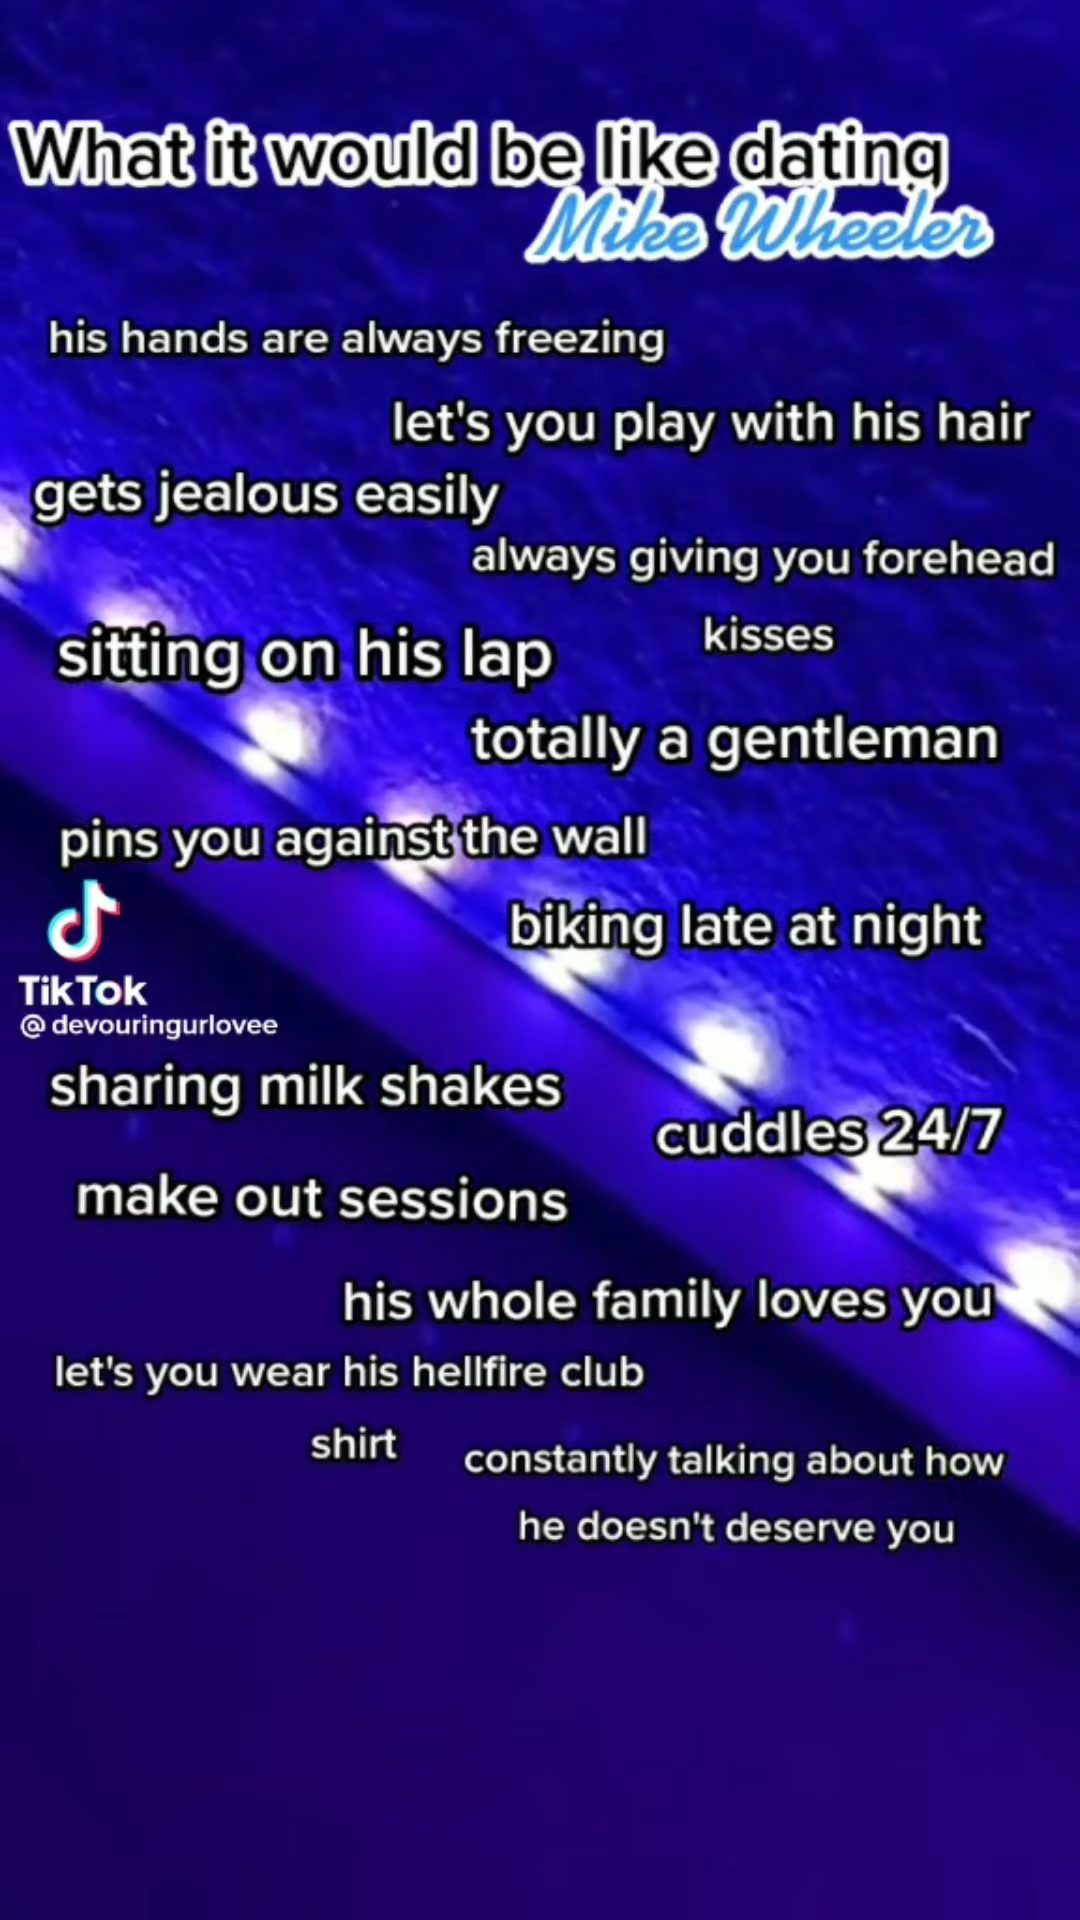 What it would be like dating
Mike Wheeler
his hands are always freezing
let's you play with his hair
gets jealous easily
always giving you forehead
kisses
sitting on his lap
totally a gentleman
pins you against the wall
biking late at night
TikTok
@ devouringurlovee
sharing milk shakes
cuddles 24/7
make out sessions
his whole family loves you
let's you wear his hellfire club
shirt
constantly talking about how
he doesn't deserve you